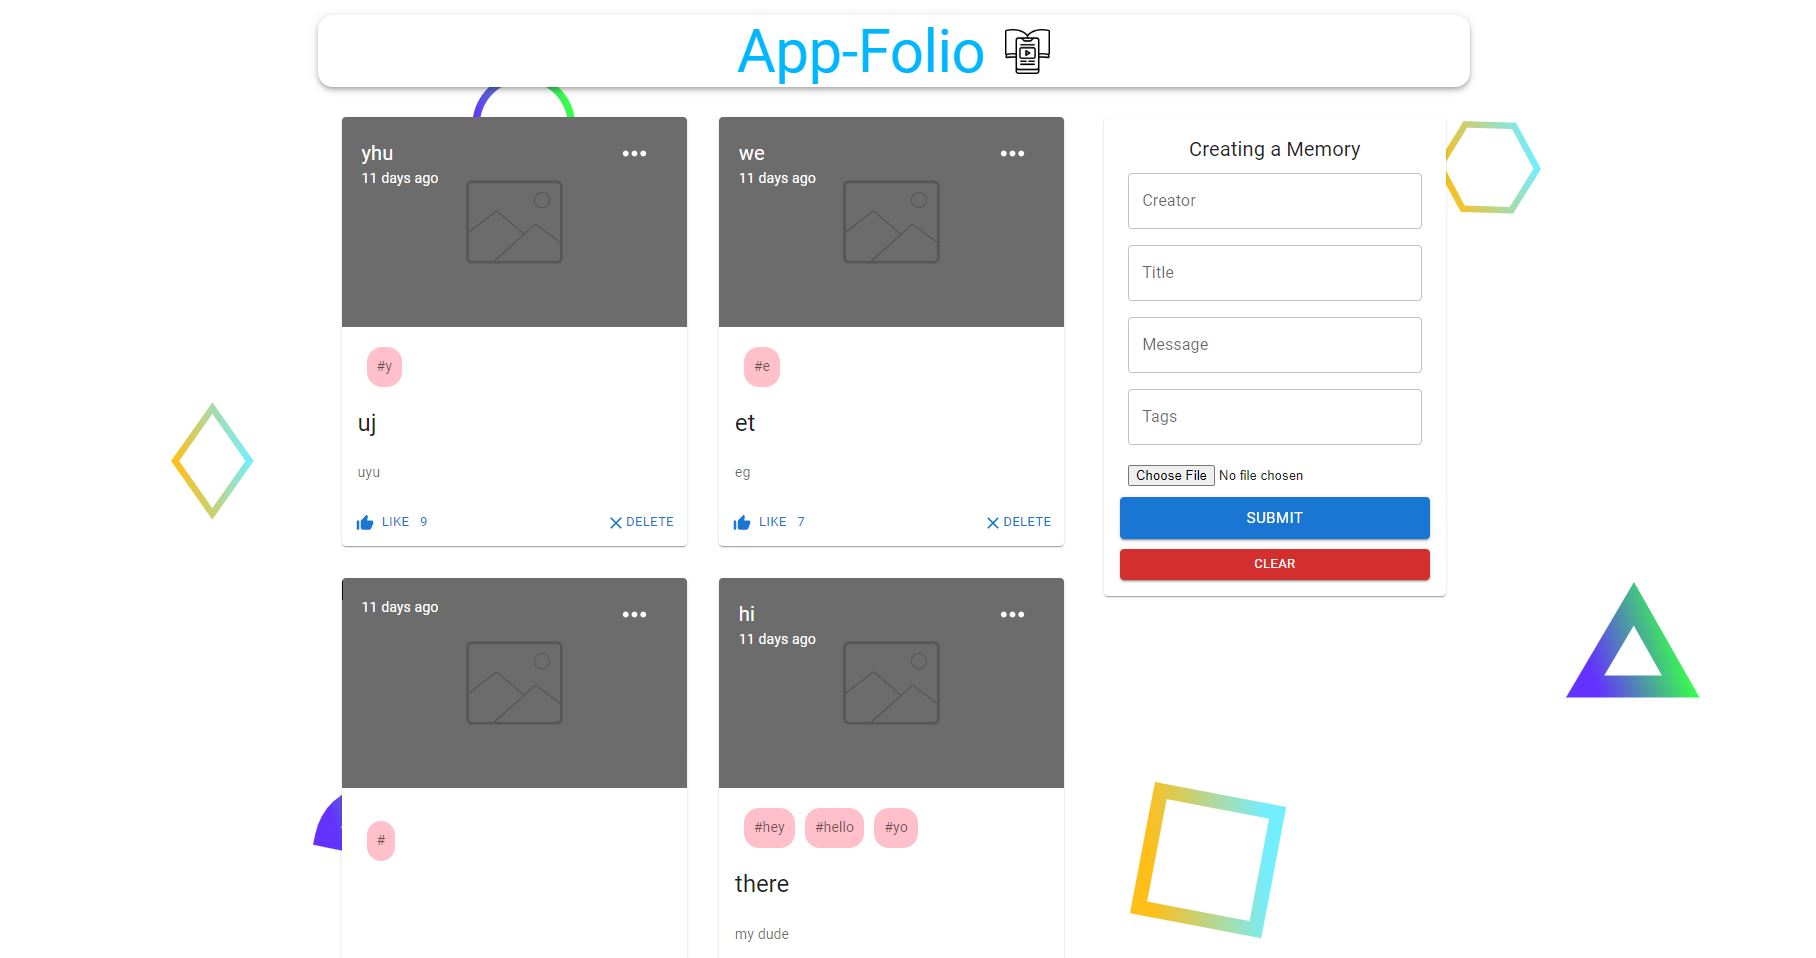 App-Folio
yhu
11 days ago
#y
uj
uyu
LIKE 9
DELETE
we
11 days ago
#e
et
eg
LIKE 7
DELETE
11 days ago
#
hi
11 days ago
#hey #hello #yo
there
my dude
Creating a Memory
Creator
Title
Message
Tags
Choose File No file chosen
SUBMIT
CLEAR